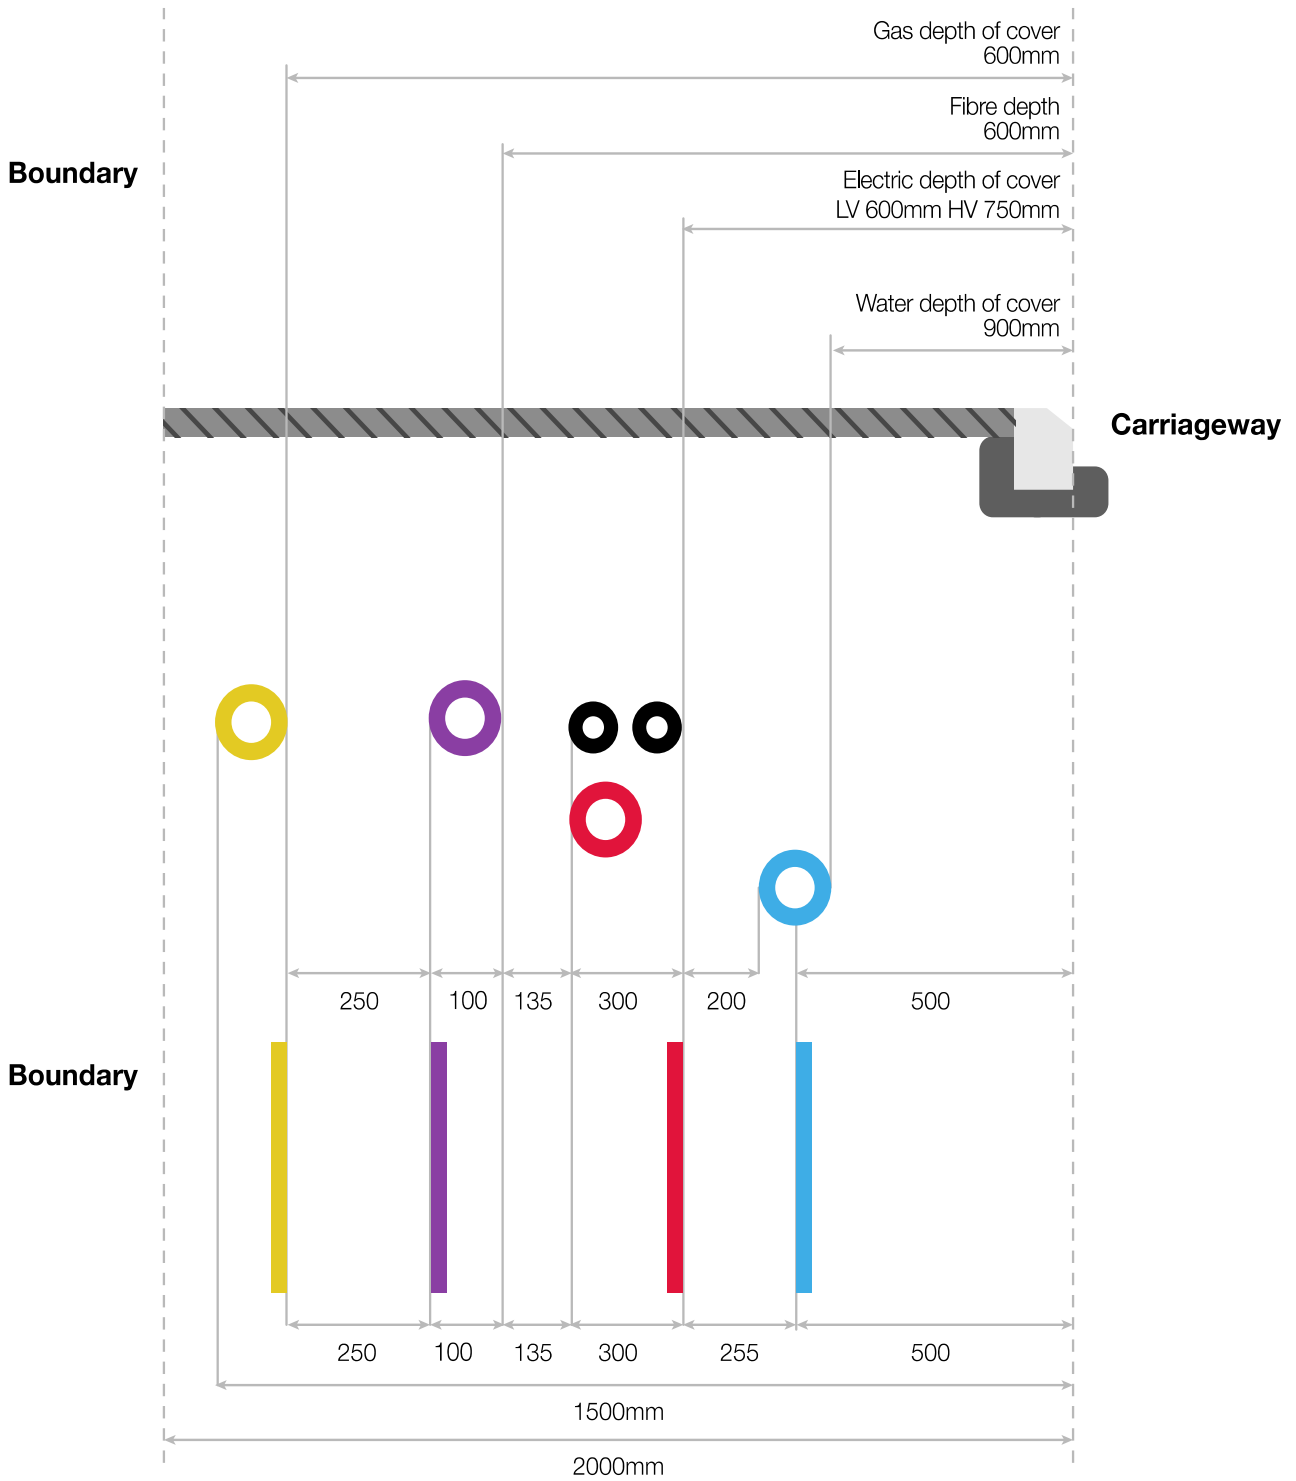 Gas depth of cover
600mm
Fibre depth
600mm
Boundary
Electric depth of cover
LV 600mm HV 750mm
Water depth of cover
900mm
Carriageway
250
100
135
300
200
500
Boundary
250
100
135
300
255
500
1500mm
2000mm